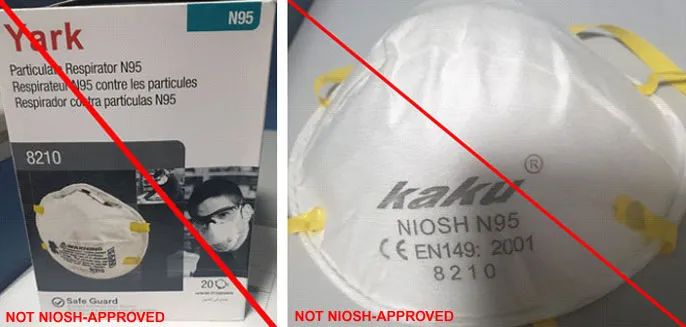 N95
Yark
Particulate Respirator N95
Respirateur N95 contre les particules
Respirador contra partículas N95
8210
WARNING
20
Safe Guard
NOT NIOSH-APPROVED
kaku®
NIOSH N95
CE EN149: 2001
8210
NOT NIOSH-APPROVED